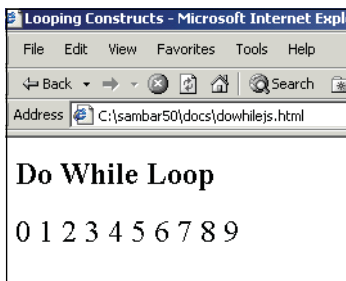 Looping Constructs - Microsoft Internet Expl
File Edit View Favorites Tools Help
Back Search
Address C:\sambar50\docs\dowhilejs.html
Do While Loop
0 1 2 3 4 5 6 7 8 9